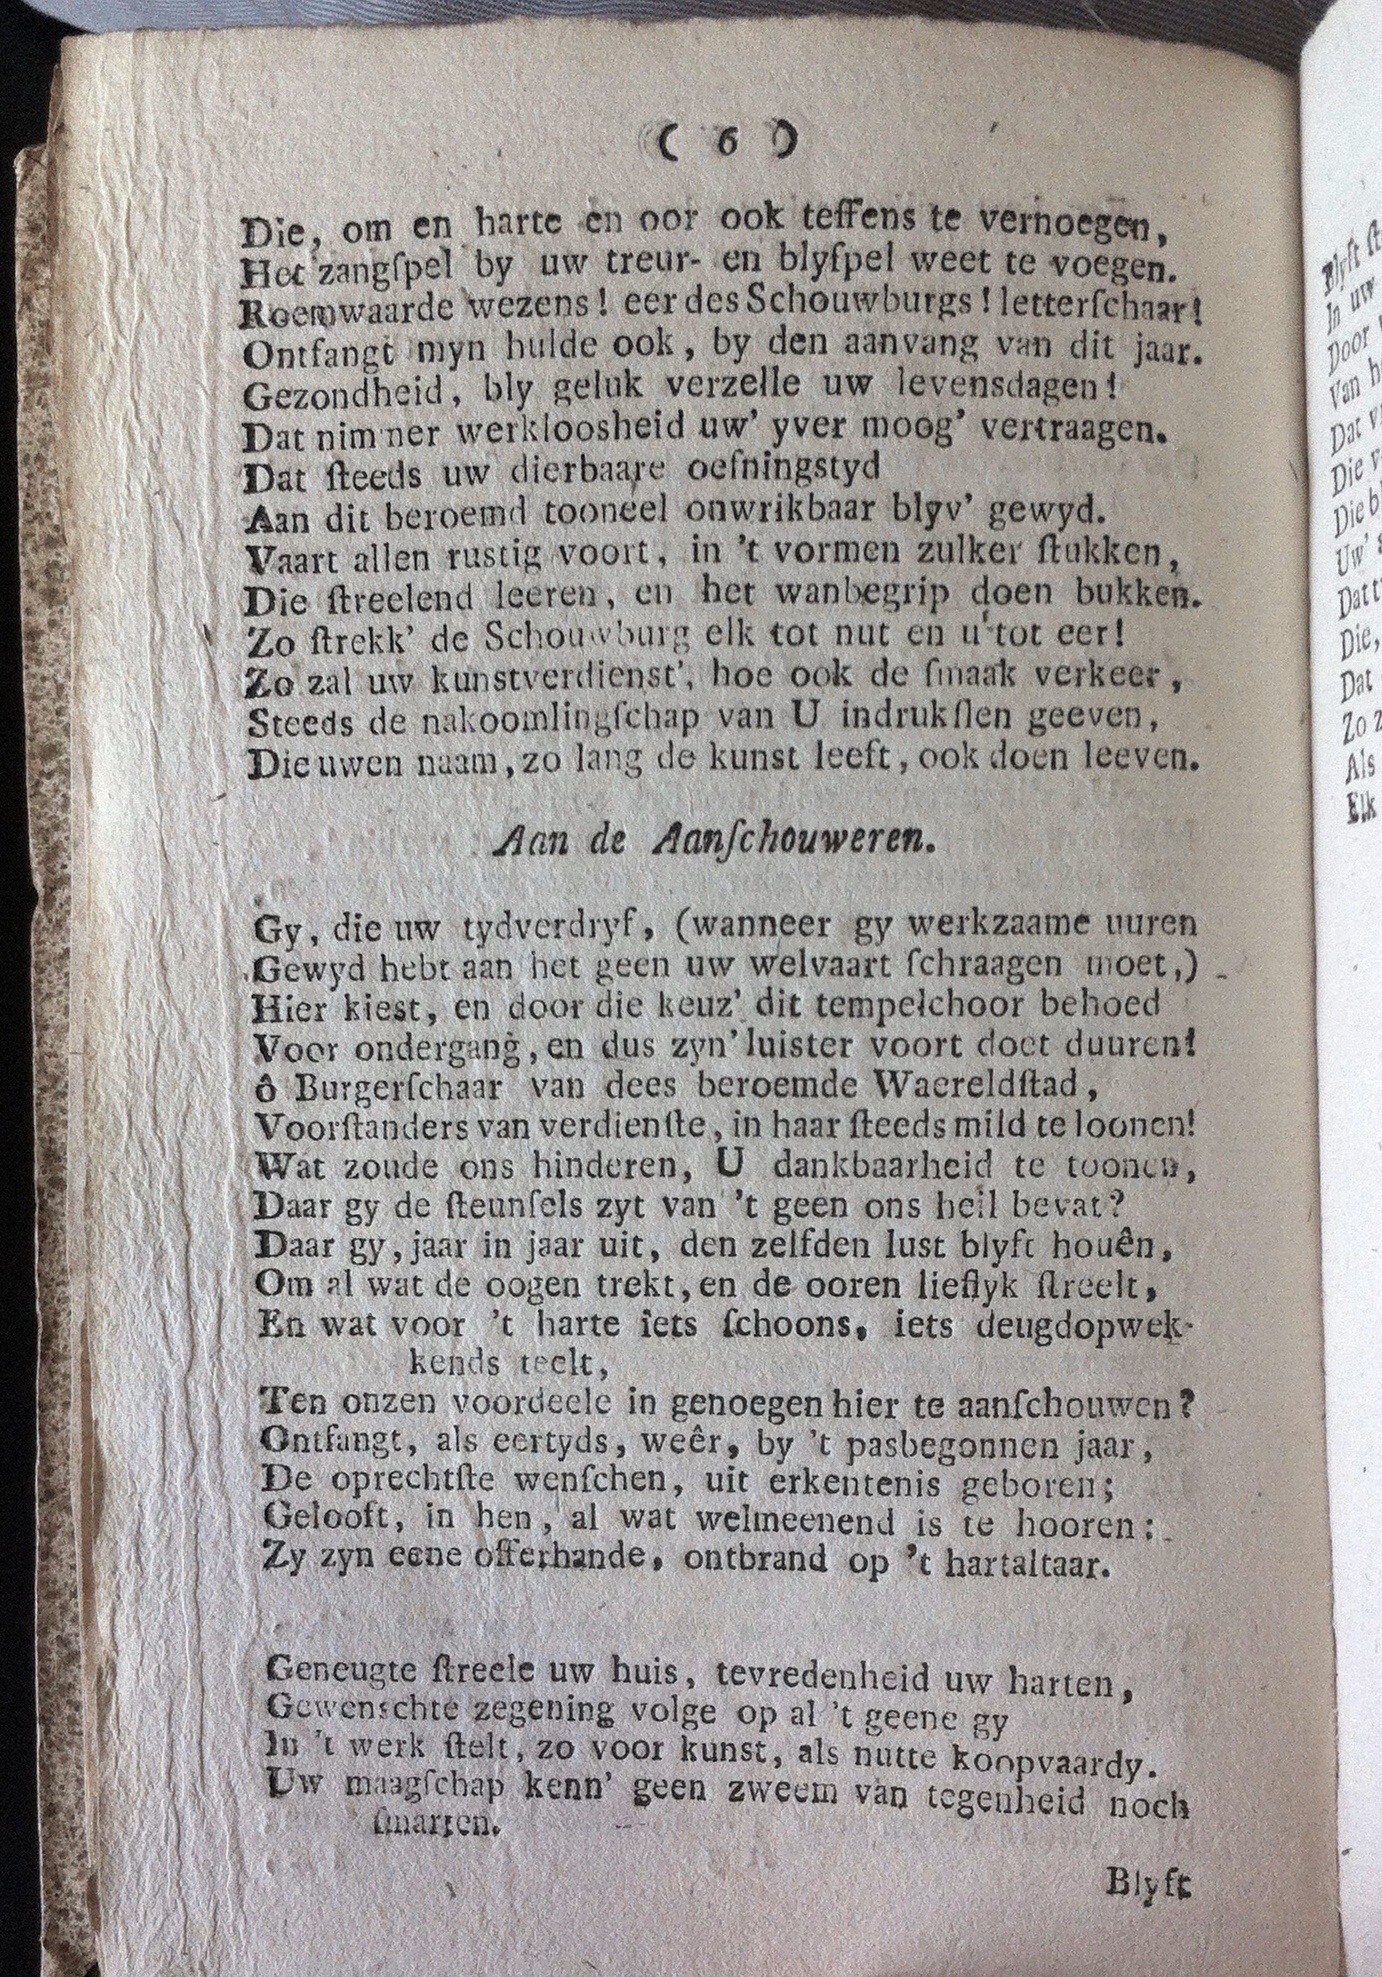 ( 6 )
Die, om en harte en oor ook teffens te vernoegen,
Het zangſpel by uw treur- en blyſpel weet te voegen.
Roemwaarde wezens! eer des Schouwburgs! letterſchaar!
Ontfangt myn hulde ook, by den aanvang van dit jaar.
Gezondheid, bly geluk verzelle uw levensdagen!
Dat nimmer werkloosheid uw' yver moog' vertraagen.
Dat ſteeds uw dierbaare oefningstyd
Aan dit beroemd tooneel onwrikbaar blyv' gewyd.
Vaart allen rustig voort, in 't vormen zulker ſtukken,
Die ſtreelend leeren, en het wanbegrip doen bukken.
Zo ſtrekk' de Schouwburg elk tot nut en u tot eer!
Zo zal uw kunstverdienst', hoe ook de ſmaak verkeer,
Steeds de nakoomlingſchap van U indrukſlen geeven,
Die uwen naam, zo lang de kunst leeft, ook doen leeven.
Aan de Aanſchouweren.
Gy, die uw tydverdryf, (wanneer gy werkzaame uuren
Gewyd hebt aan het geen uw welvaart ſchraagen moet,)
Hier kiest, en door die keuz' dit tempelchoor behoed
Voor ondergang, en dus zyn' luister voort doet duuren!
ô Burgerſchaar van dees beroemde Waereldſtad,
Voorſtanders van verdienſte, in haar ſteeds mild te loonen!
Wat zoude ons hinderen, U dankbaarheid te toonen,
Daar gy de ſteunſels zyt van 't geen ons heil bevat?
Daar gy, jaar in jaar uit, den zelfden lust blyft houên,
Om al wat de oogen trekt, en de ooren lieflyk ſtreelt,
En wat voor 't harte iets ſchoons, iets deugdopwek-
kends teelt,
Ten onzen voordeele in genoegen hier te aanſchouwen?
Ontfangt, als eertyds, weêr, by 't pasbegonnen jaar,
De oprechtſte wenſchen, uit erkentenis geboren;
Gelooft, in hen, al wat welmeenend is te hooren:
Zy zyn eene offerhande, ontbrand op 't hartaltaar.
Geneugte ſtreele uw huis, tevredenheid uw harten,
Gewenschte zegening volge op al 't geene gy
In 't werk ſtelt, zo voor kunst, als nutte koopvaardy.
Uw maagſchap kenn' geen zweem van tegenheid noch
ſmarten.
Blyft